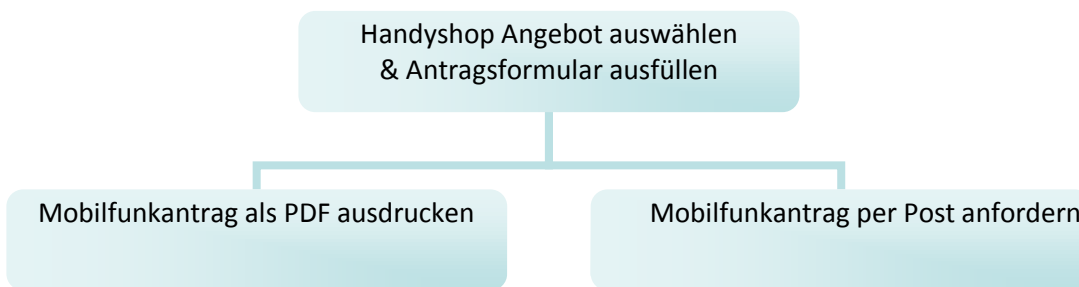 Handyshop Angebot auswählen
& Antragsformular ausfüllen
Mobilfunkantrag als PDF ausdrucken
Mobilfunkantrag per Post anfordern